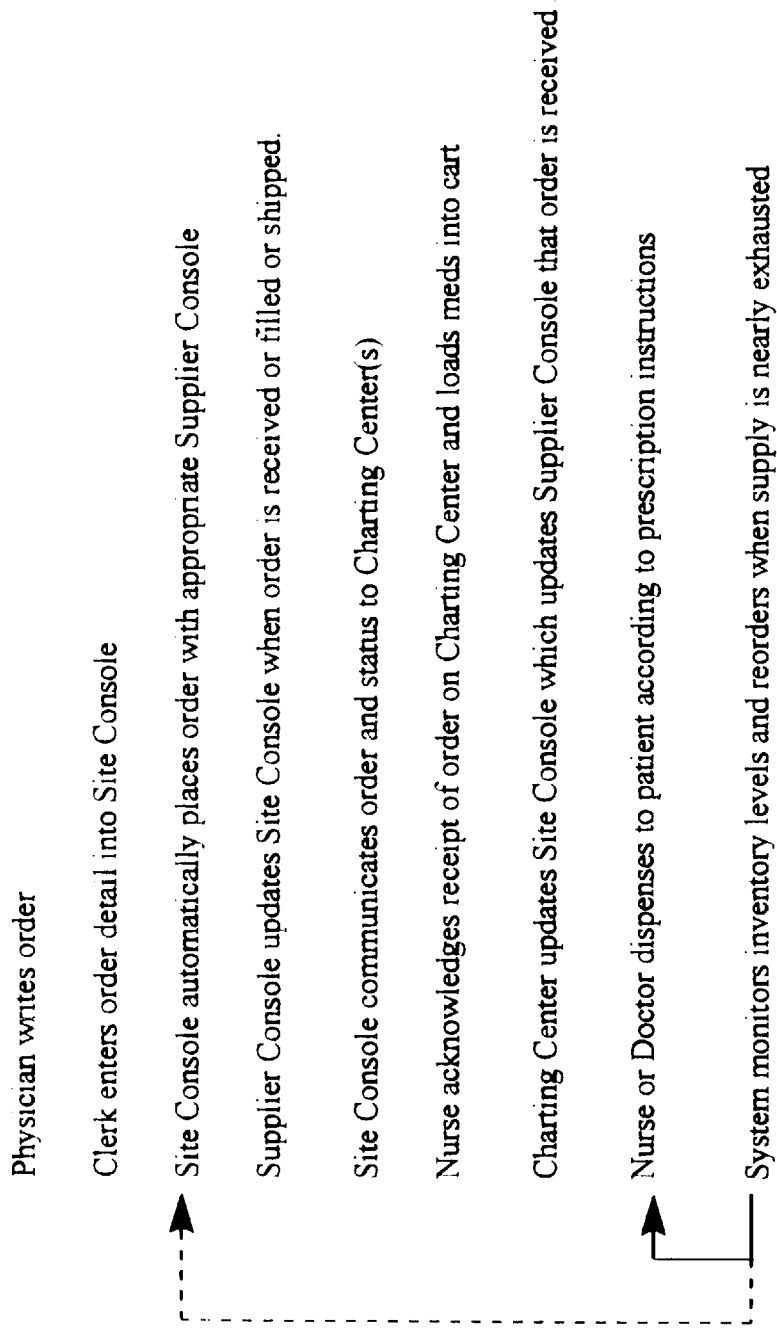 Physician writes order
Clerk enters order detail into Site Console
Site Console automatically places order with appropriate Supplier Console
Supplier Console updates Site Console when order is received or filled or shipped.
Site Console communicates order and status to Charting Center(s)
Nurse acknowledges receipt of order on Charting Center and loads meds into cart
Charting Center updates Site Console which updates Supplier Console that order is received
Nurse or Doctor dispenses to patient according to prescription instructions
System monitors inventory levels and reorders when supply is nearly exhausted